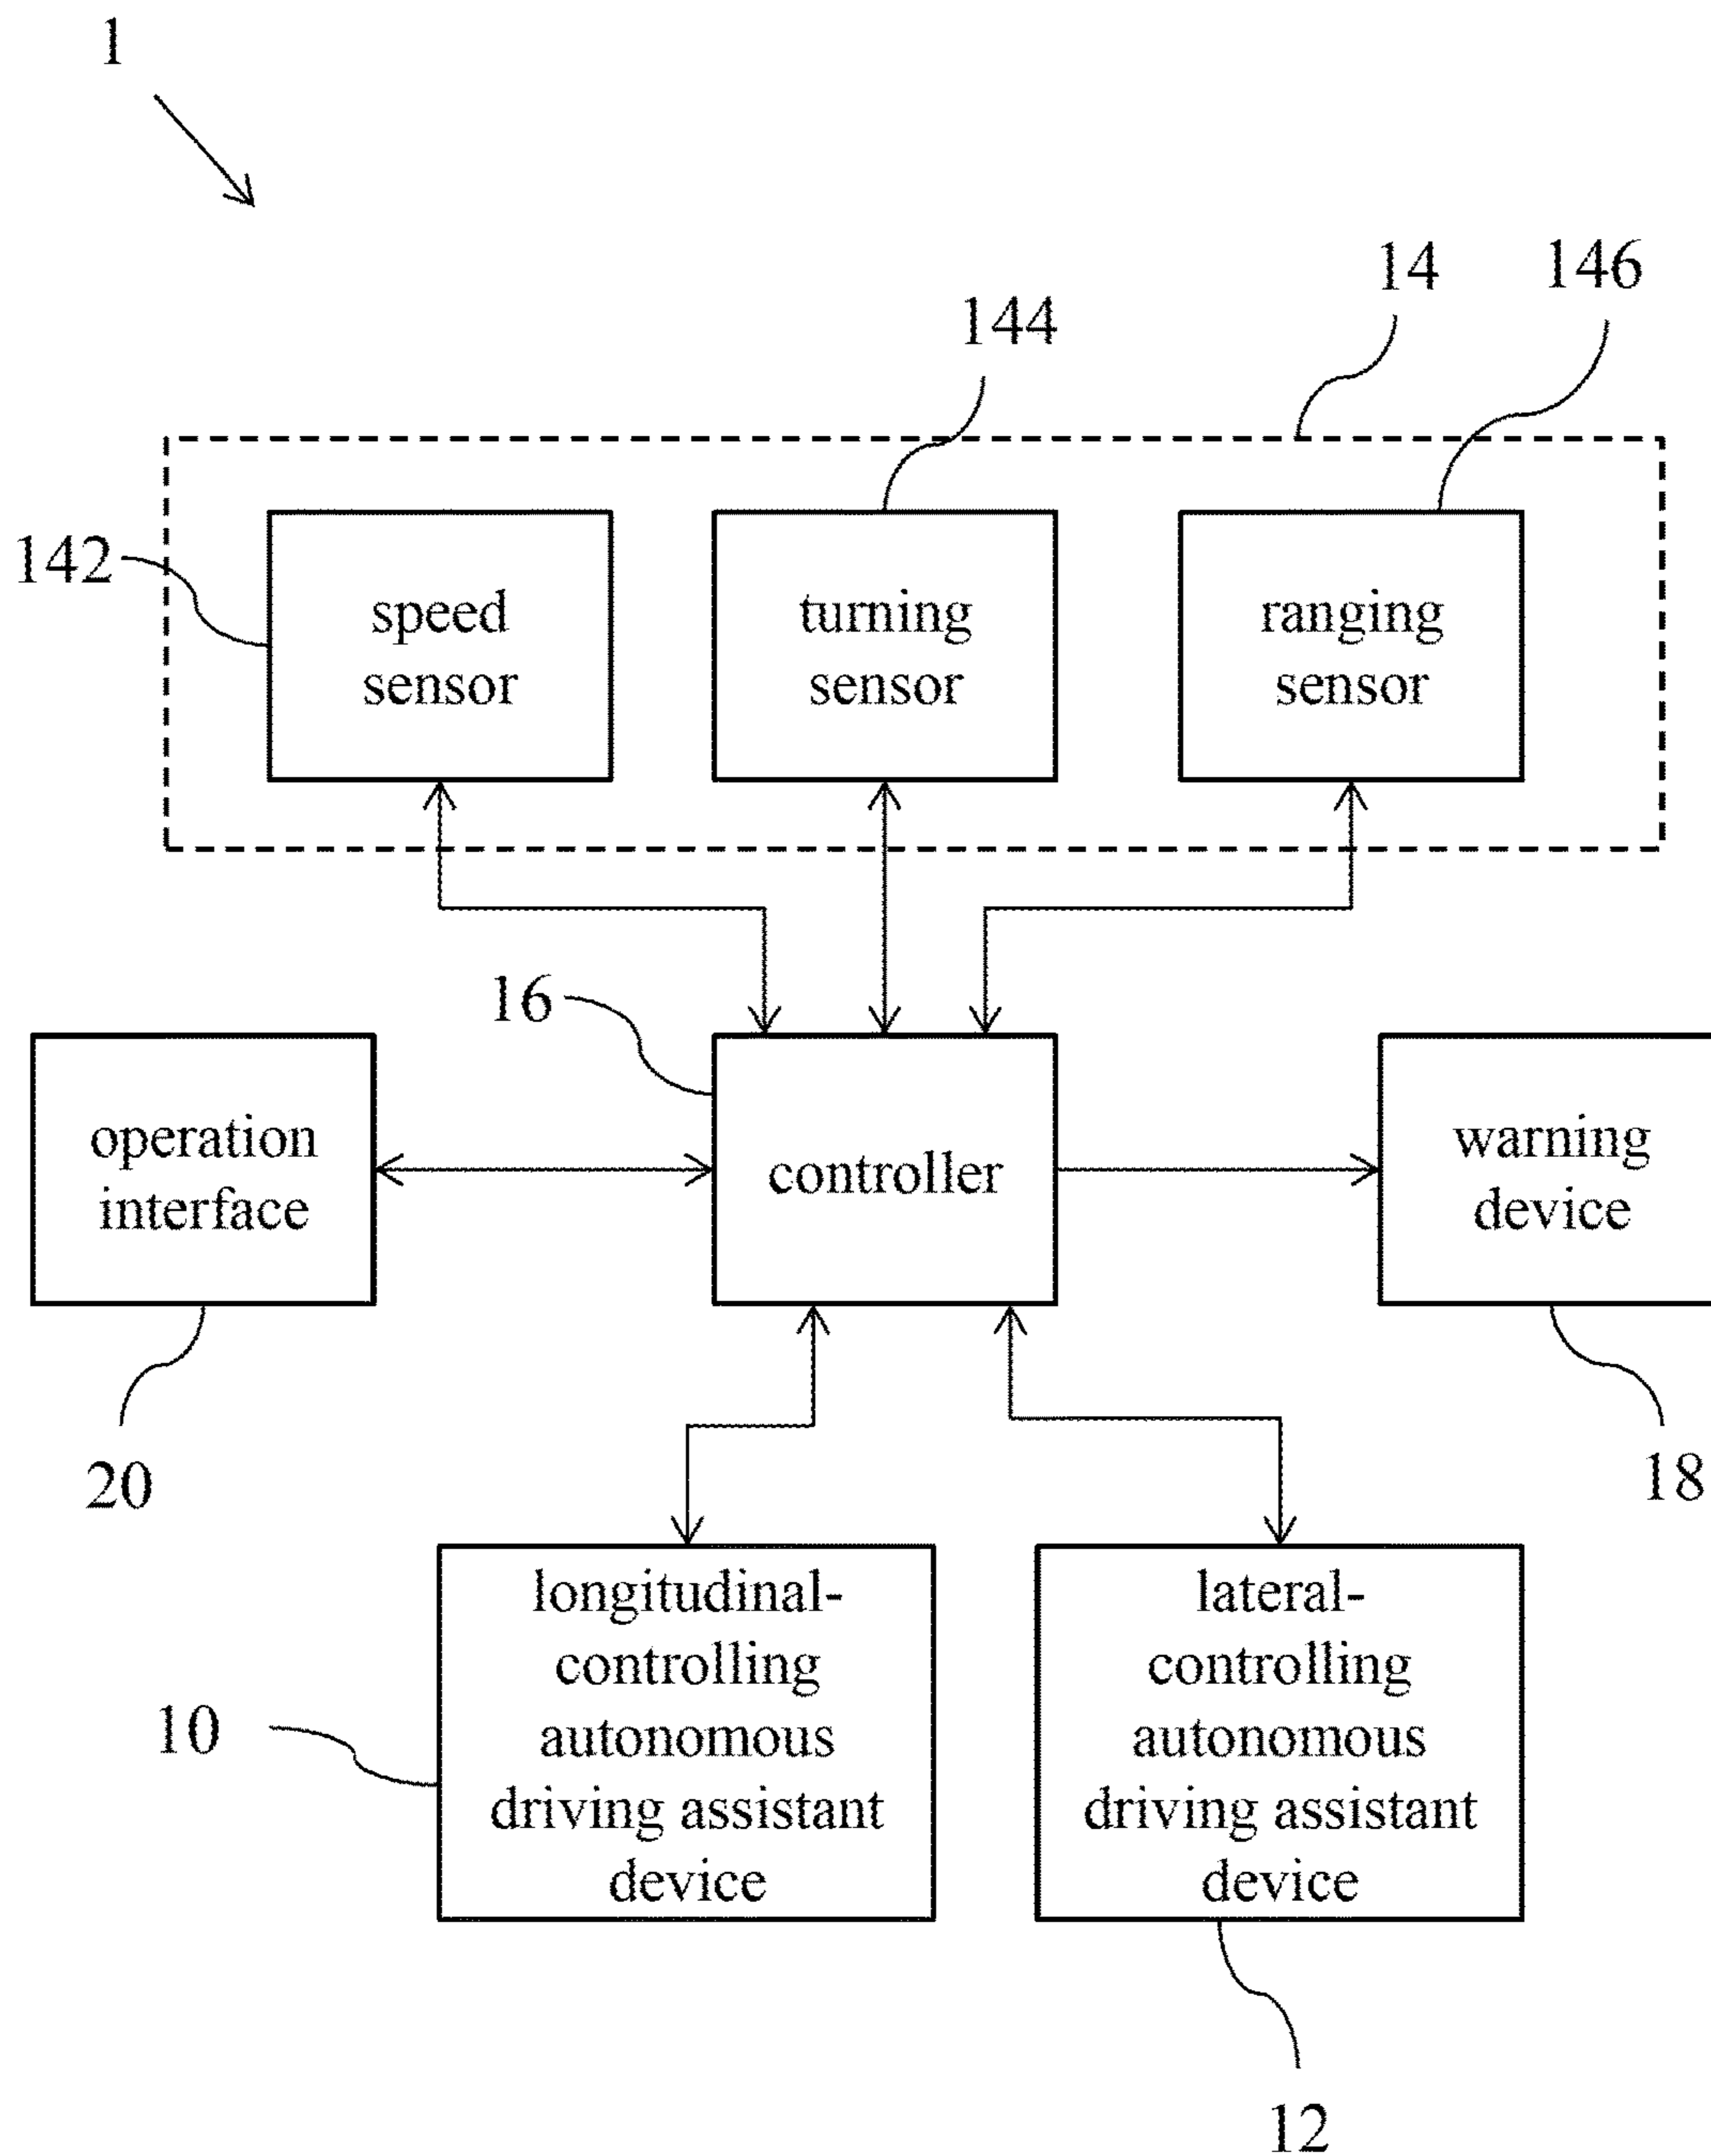 1
14
146
144
142
speed
sensor
turning
sensor
ranging
sensor
16
operation
interface
controller
warning
device
20
18
longitudinal-
controlling
autonomous
driving assistant
device
lateral-
controlling
autonomous
driving assistant
device
10
12